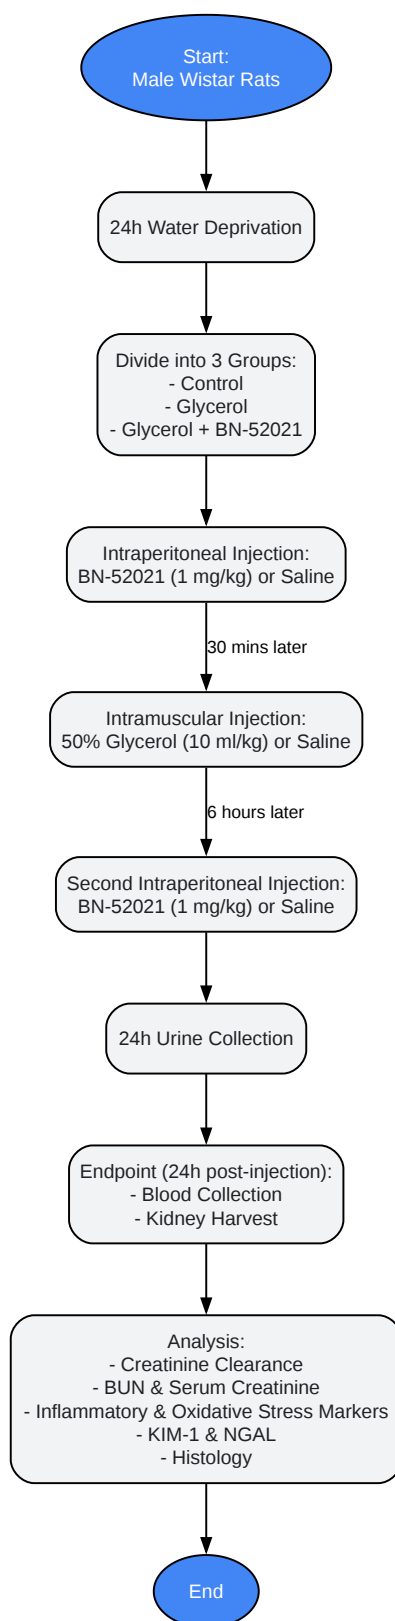 Start:
Male Wistar Rats
24h Water Deprivation
Divide into 3 Groups:
- Control
- Glycerol
- Glycerol + BN-52021
Intraperitoneal Injection:
BN-52021 (1 mg/kg) or Saline
30 mins later
Intramuscular Injection:
50% Glycerol (10 ml/kg) or Saline
6 hours later
Second Intraperitoneal Injection:
BN-52021 (1 mg/kg) or Saline
24h Urine Collection
Endpoint (24h post-injection):
- Blood Collection
- Kidney Harvest
Analysis:
- Creatinine Clearance
- BUN & Serum Creatinine
- Inflammatory & Oxidative Stress Markers
- KIM-1 & NGAL
- Histology
End